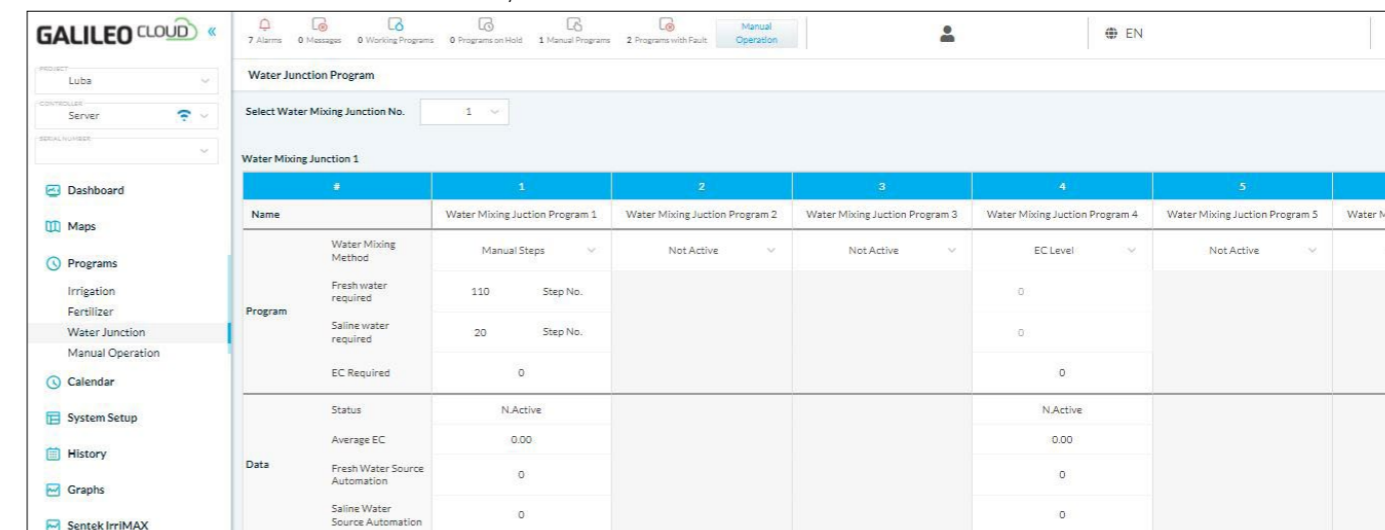 GALILEO CLOUD «
7 Alarms 0 Messages 0 Working Programs 0 Programs on Hold 1 Manual Programs 2 Programs with Fault Manual Operation EN
PROJECT
Luba
CONTROLLER
Server
SERIAL NUMBER
Dashboard
Maps
Programs
Irrigation
Fertilizer
Water Junction
Manual Operation
Calendar
System Setup
History
Graphs
Sentek IrriMAX
Water Junction Program
Select Water Mixing Junction No. 1
Water Mixing Junction 1
# 1 2 3 4 5
Name Water Mixing Juction Program 1 Water Mixing Juction Program 2 Water Mixing Juction Program 3 Water Mixing Juction Program 4 Water Mixing Juction Program 5 Water M
Program
Water Mixing Method Manual Steps Not Active Not Active EC Level Not Active
Fresh water required 110 Step No. 0
Saline water required 20 Step No. 0
EC Required 0 0
Data
Status N.Active N.Active
Average EC 0.00 0.00
Fresh Water Source Automation 0 0
Saline Water Source Automation 0 0